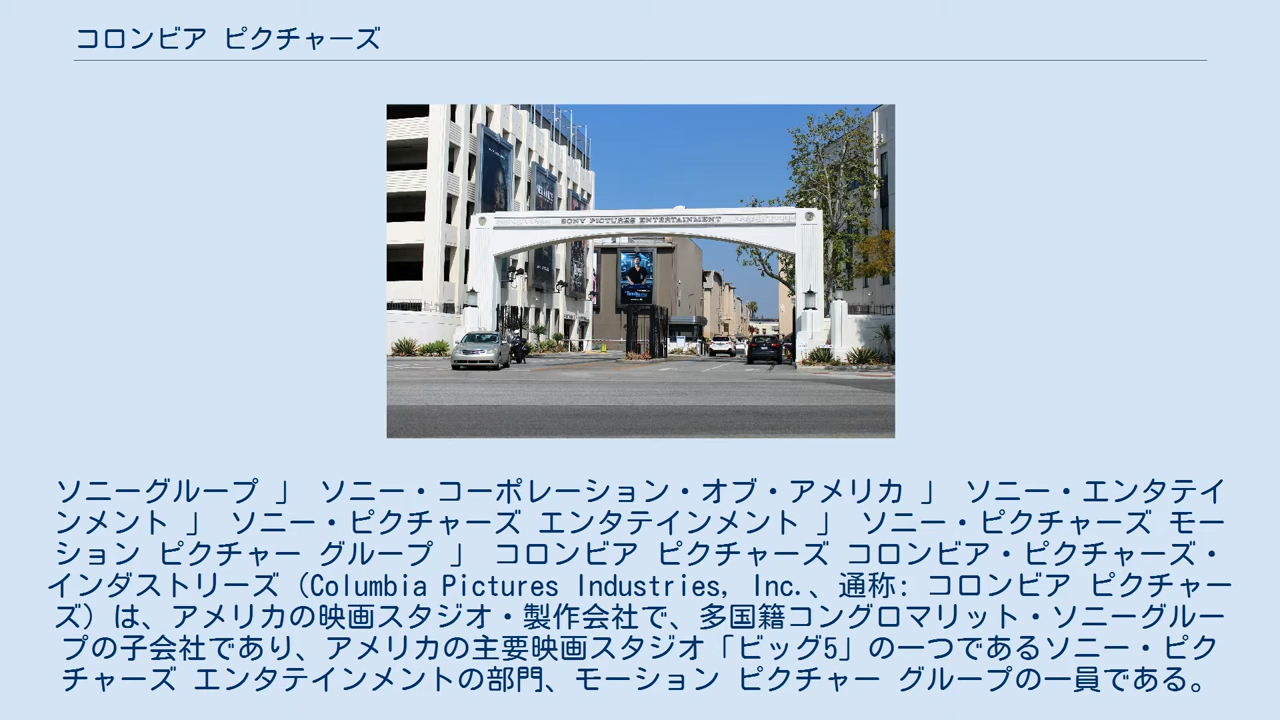 コロンビア ピクチャーズ
SONY PICTURES ENTERTAINMENT
ソニーグループ 」 ソニー・コーポレーション・オブ・アメリカ 」 ソニー・エンタテイ
ンメント 」 ソニー・ピクチャーズ エンタテインメント 」 ソニー・ピクチャーズ モー
ション ピクチャー グループ 」 コロンビア ピクチャーズ コロンビア・ピクチャーズ・
インダストリーズ（Columbia Pictures Industries, Inc.、通称: コロンビア ピクチャー
ズ）は、アメリカの映画スタジオ・製作会社で、多国籍コングロマリット・ソニーグルー
プの子会社であり、アメリカの主要映画スタジオ「ビッグ5」の一つであるソニー・ピク
チャーズ エンタテインメントの部門、モーション ピクチャー グループの一員である。